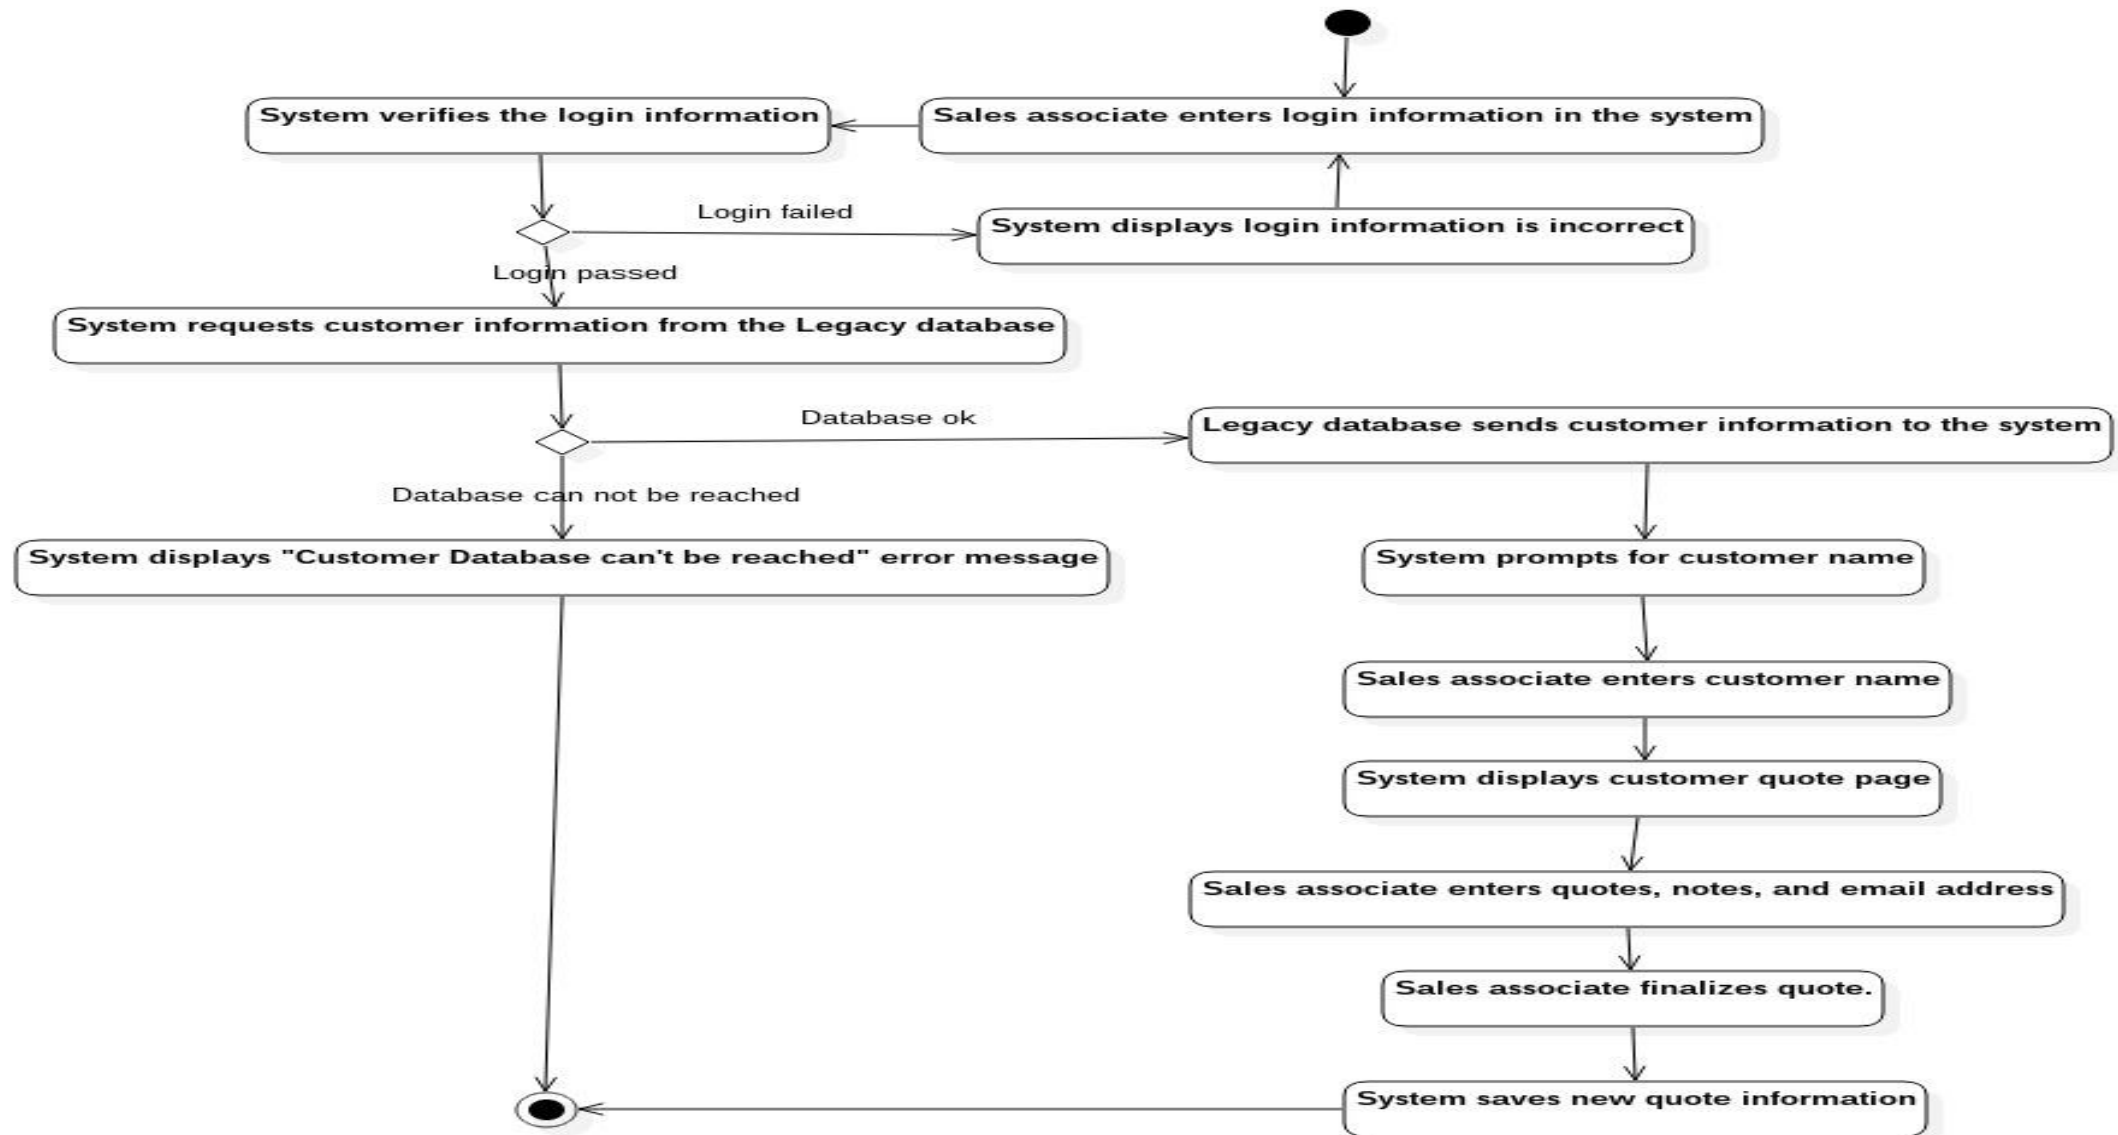 System verifies the login information
Sales associate enters login information in the system
Login failed
System displays login information is incorrect
Login passed
System requests customer information from the Legacy database
Database ok
Legacy database sends customer information to the system
Database can not be reached
System displays "Customer Database can't be reached" error message
System prompts for customer name
Sales associate enters customer name
System displays customer quote page
Sales associate enters quotes, notes, and email address
Sales associate finalizes quote.
System saves new quote information